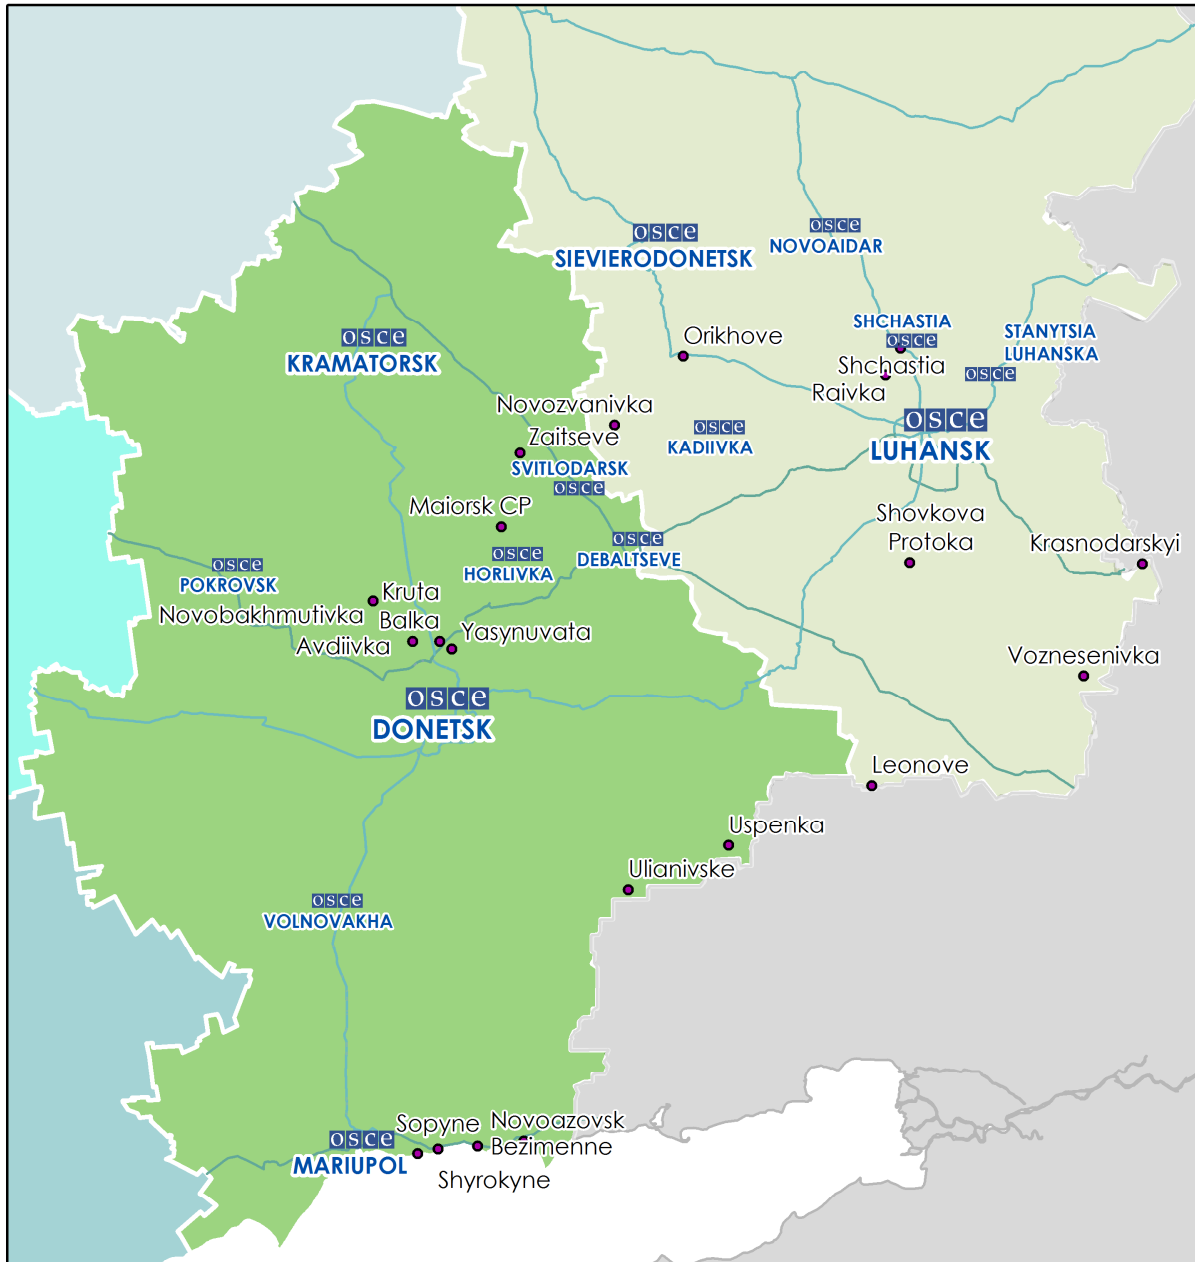 osce
SIEVIERODONETSK
osce
NOVOAIDAR
osce
KRAMATORSK
Orikhove
SHCHASTIA
osce
Shchastia
Raivka
STANYTSIA
LUHANSKA
osce
Novozvanivka
Zaitseve
osce
KADIIVKA
osce
LUHANSK
SVITLODARSK
osce
Maiorsk CP
osce
HORLIVKA
osce
DEBALTSEVE
Shovkova
Protoka
Krasnodarskyi
osce
POKROVSK
Kruta
Balka
Novobakhmutivka
Avdiivka
Yasynuvata
Voznesenivka
osce
DONETSK
Leonove
Uspenka
Ulianivske
osce
VOLNOVAKHA
osce
MARIUPOL
Sopyne
Novoazovsk
Bezimenne
Shyrokyne